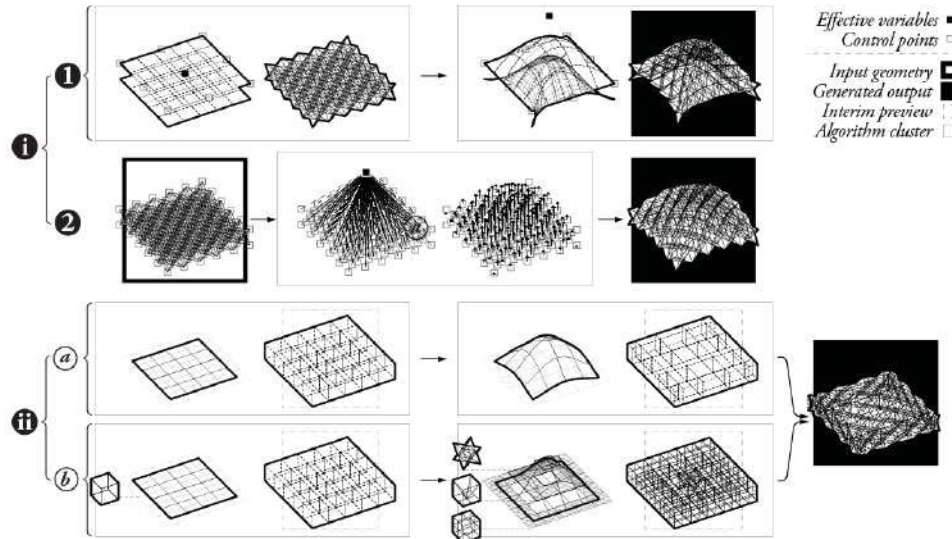 Effective variables
Control points
Input geometry
Generated output
Interim preview
Algorithm cluster
i
1
2
ii
a
b